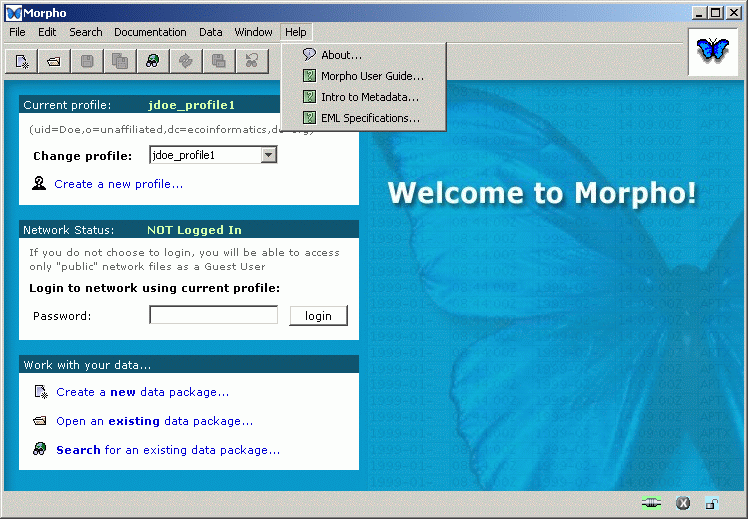 Morpho
File Edit Search Documentation Data Window Help
About...
Morpho User Guide...
Intro to Metadata...
EML Specifications...
Current profile: jdoe_profile1
(uid=Doe,o=unaffiliated,dc=ecoinformatics,dc=org)
Change profile: jdoe_profile1
Create a new profile...
Welcome to Morpho!
Network Status: NOT Logged In
If you do not choose to login, you will be able to access
only "public" network files as a Guest User
Login to network using current profile:
Password: login
Work with your data...
Create a new data package...
Open an existing data package...
Search for an existing data package...